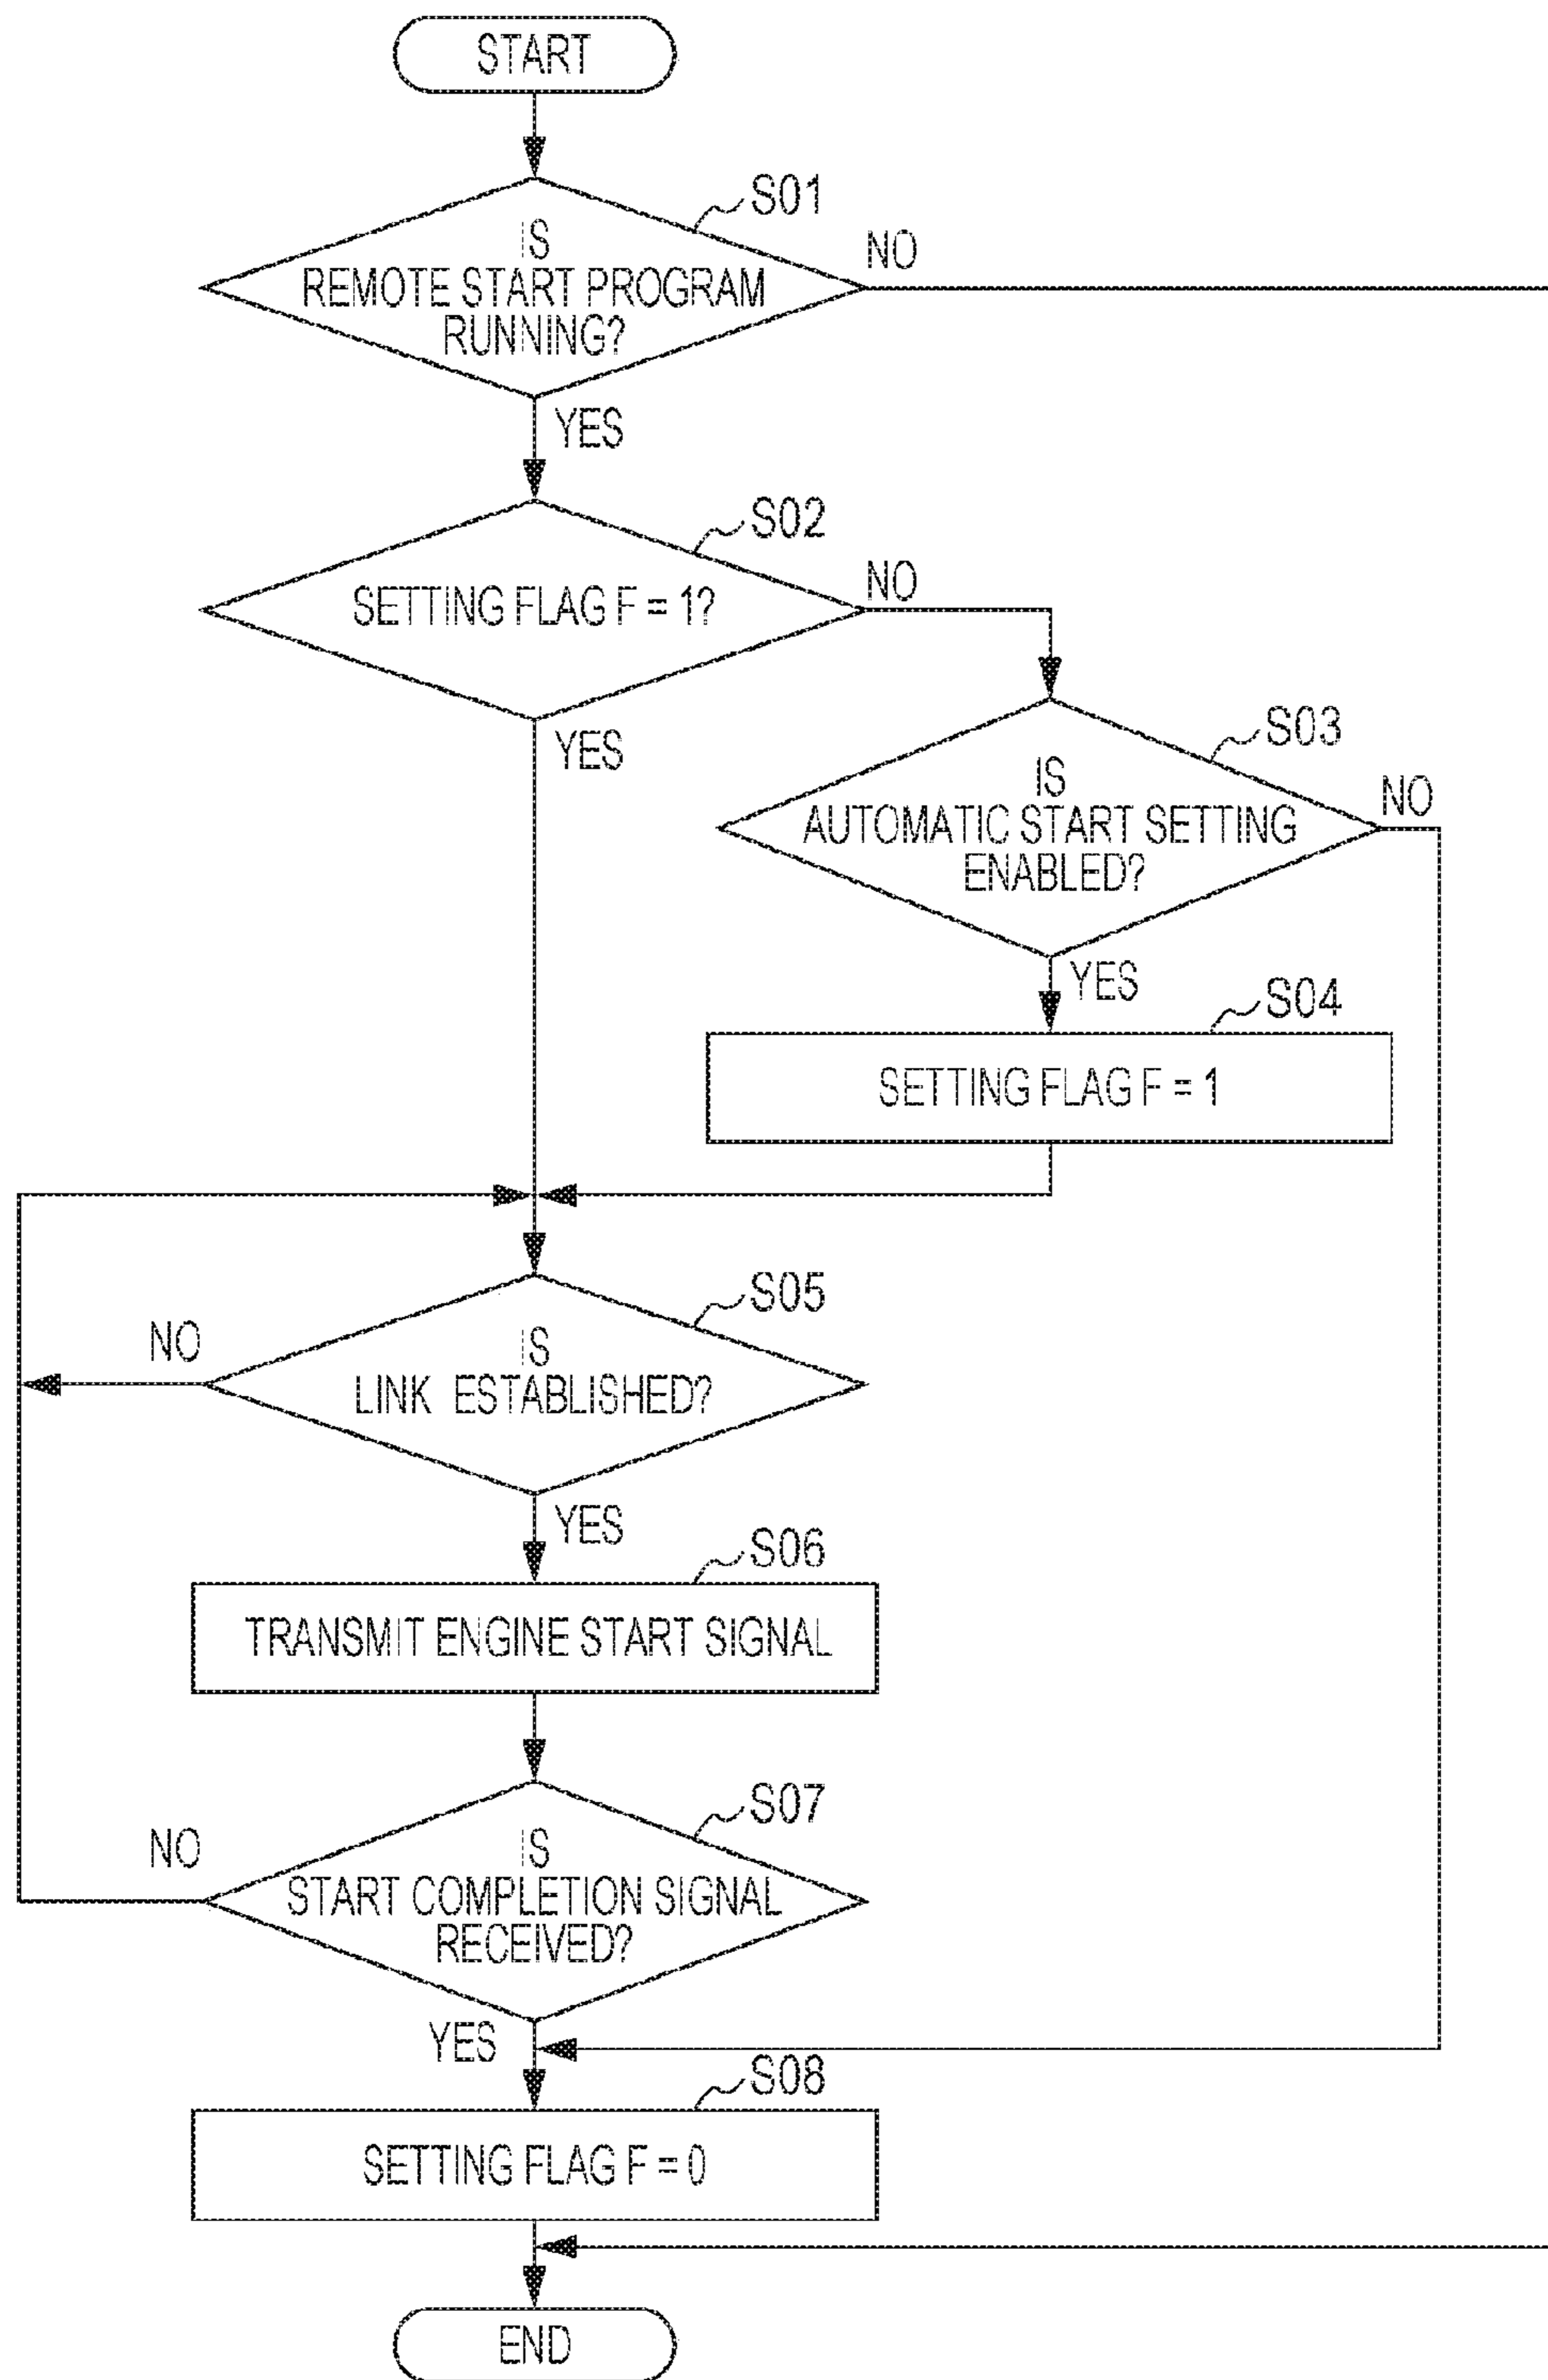 START
S01
IS
REMOTE START PROGRAM
RUNNING?
NO
YES
S02
SETTING FLAG F = 1?
NO
YES
S03
IS
AUTOMATIC START SETTING
ENABLED?
NO
YES
S04
SETTING FLAG F = 1
S05
IS
LINK ESTABLISHED?
NO
YES
S06
TRANSMIT ENGINE START SIGNAL
S07
IS
START COMPLETION SIGNAL
RECEIVED?
NO
YES
S08
SETTING FLAG F = 0
END